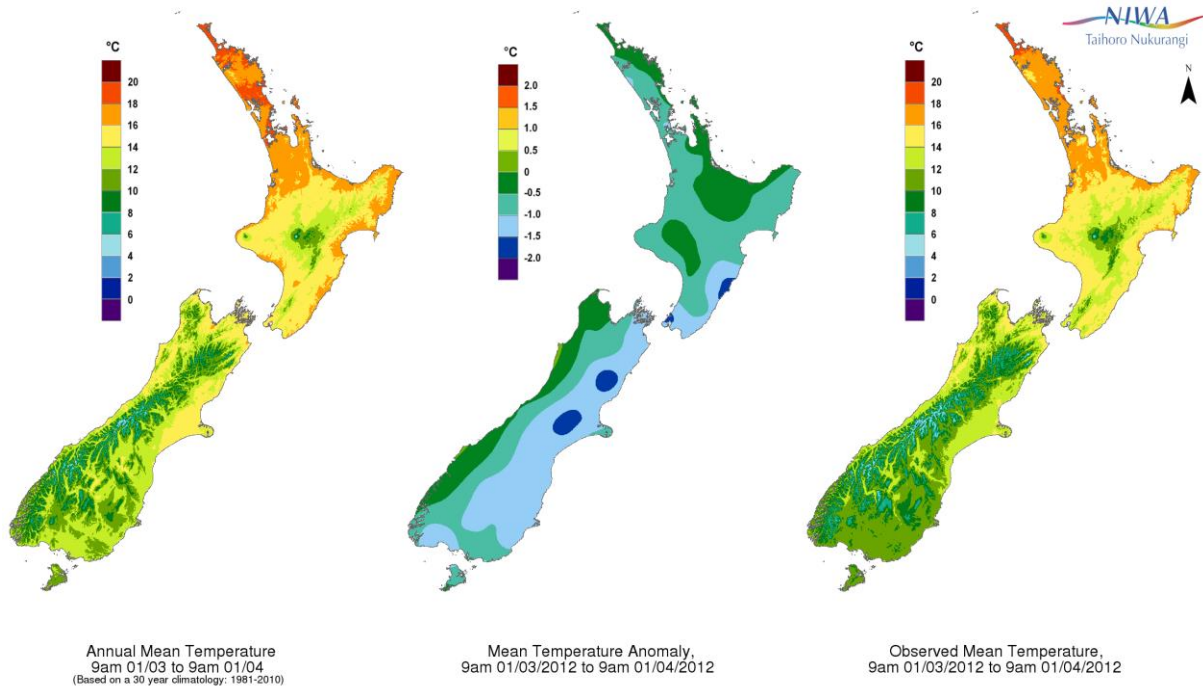 NIWA
Taihoro Nukurangi
N
°C
20
18
16
14
12
10
8
6
4
2
0
°C
2.0
1.0
0.5
0
-0.5
-1.0
-1.5
-2.0
°C
20
18
16
14
12
10
8
6
4
2
0
Annual Mean Temperature
9am 01/03 to 9am 01/04
(Based on a 30 year climatology: 1981-2010)
Mean Temperature Anomaly,
9am 01/03/2012 to 9am 01/04/2012
Observed Mean Temperature,
9am 01/03/2012 to 9am 01/04/2012